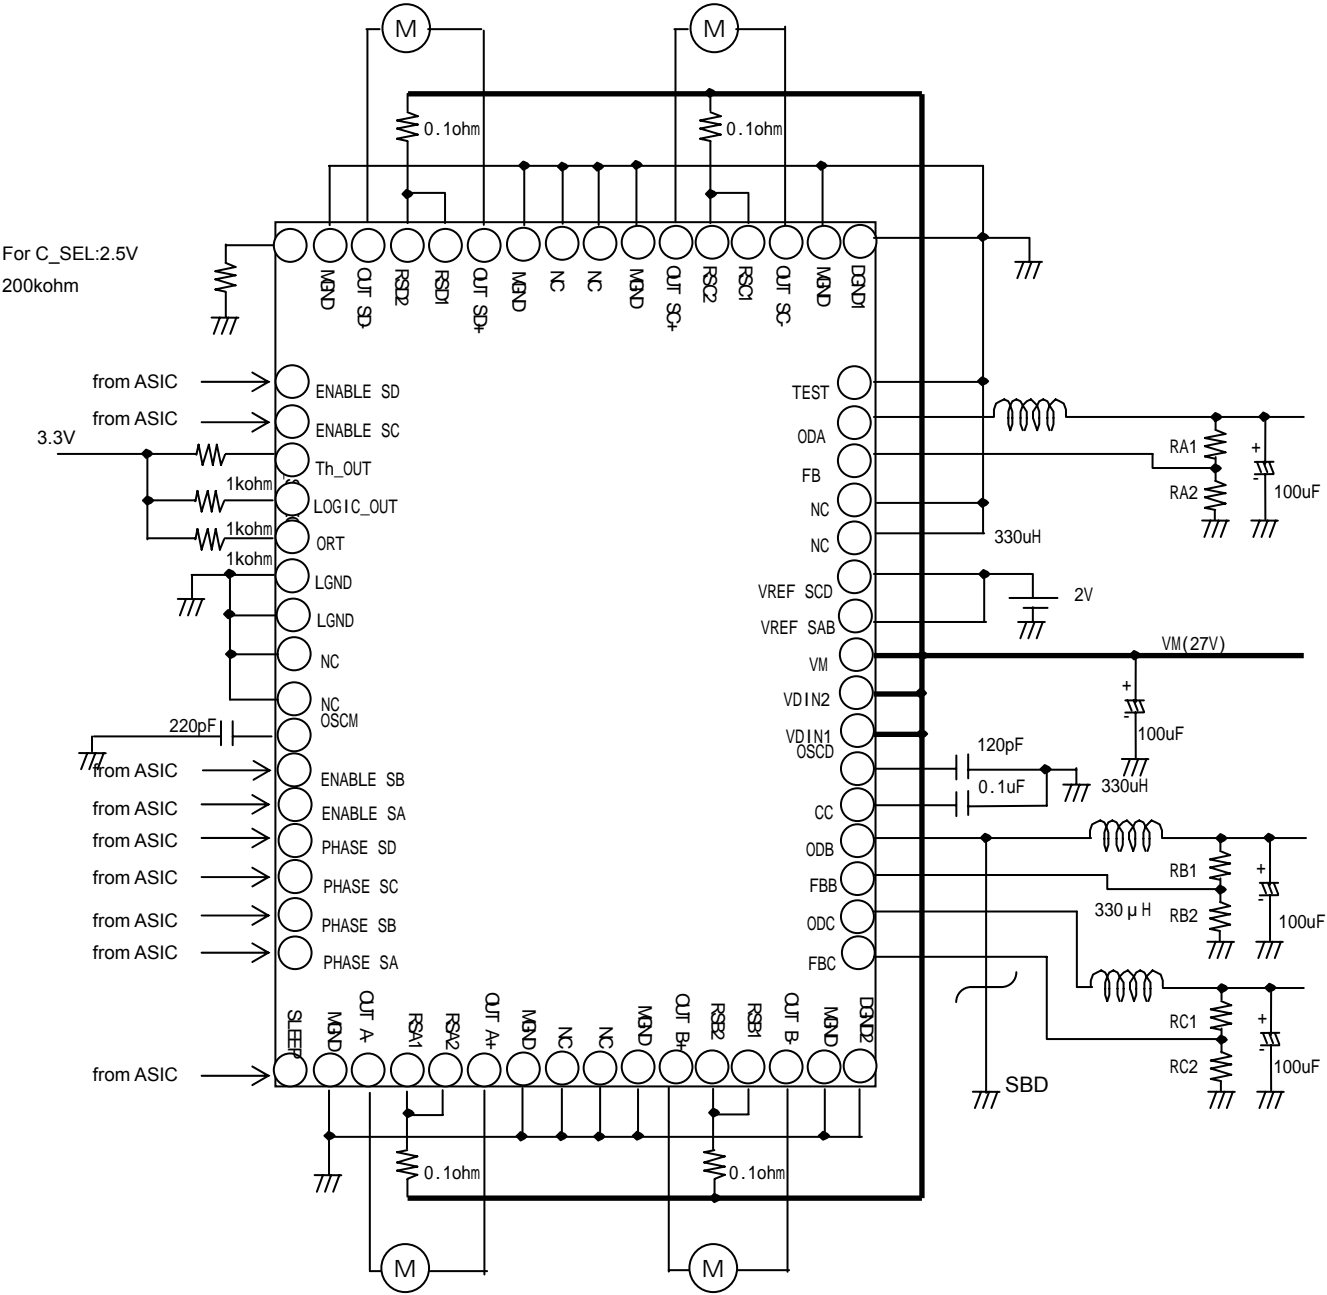 M
M
0.1ohm
0.1ohm
For C_SEL:2.5V
200kohm
MGND
OUT SD-
RSD2
RSD1
OUT SD+
MGND
NC
NC
MGND
OUT SC+
RSC2
RSC1
OUT SC-
MGND
DGND1
from ASIC
ENABLE SD
from ASIC
ENABLE SC
3.3V
Th_OUT
1kohm
LOGIC_OUT
1kohm
ORT
1kohm
LGND
LGND
NC
NC
OSCM
220pF
from ASIC
ENABLE SB
from ASIC
ENABLE SA
from ASIC
PHASE SD
from ASIC
PHASE SC
from ASIC
PHASE SB
from ASIC
PHASE SA
from ASIC
SLEEP
TEST
ODA
FB
NC
NC
330uH
RA1
RA2
+
-
100uF
VREF SCD
VREF SAB
2V
VM
VM(27V)
VDIN2
VDIN1
+
-
100uF
OSCD
120pF
0.1uF
330uH
CC
ODB
FBB
RB1
RB2
+
-
100uF
330μH
ODC
FBC
RC1
RC2
+
-
100uF
SBD
MGND
OUT A-
RSA1
RSA2
OUT A+
MGND
NC
NC
MGND
OUT B+
RSB2
RSB1
OUT B-
MGND
DGND2
0.1ohm
0.1ohm
M
M